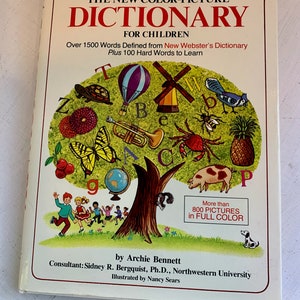 THE NEW COLOR-PICTURE
DICTIONARY
FOR CHILDREN
Over 1500 Words Defined from New Webster's Dictionary
Plus 100 Hard Words to Learn
T
B
e
A
C
A
P
g
More than
800 PICTURES
in FULL COLOR
by Archie Bennett
Consultant: Sidney R. Bergquist, Ph.D., Northwestern University
Illustrated by Nancy Sears